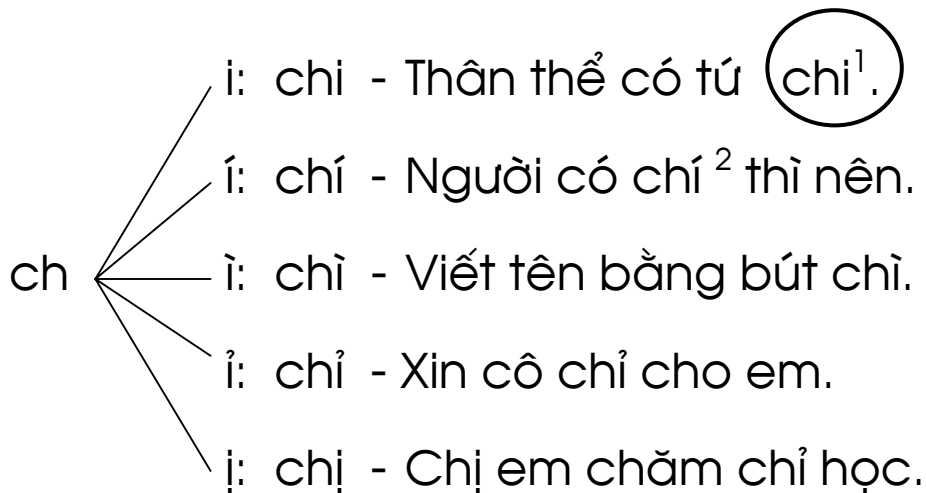 i: chi - Thân thể có tứ chi¹.
í: chí - Người có chí ² thì nên.
ch ì: chì - Viết tên bằng bút chì.
ỉ: chỉ - Xin cô chỉ cho em.
ị: chị - Chị em chăm chỉ học.